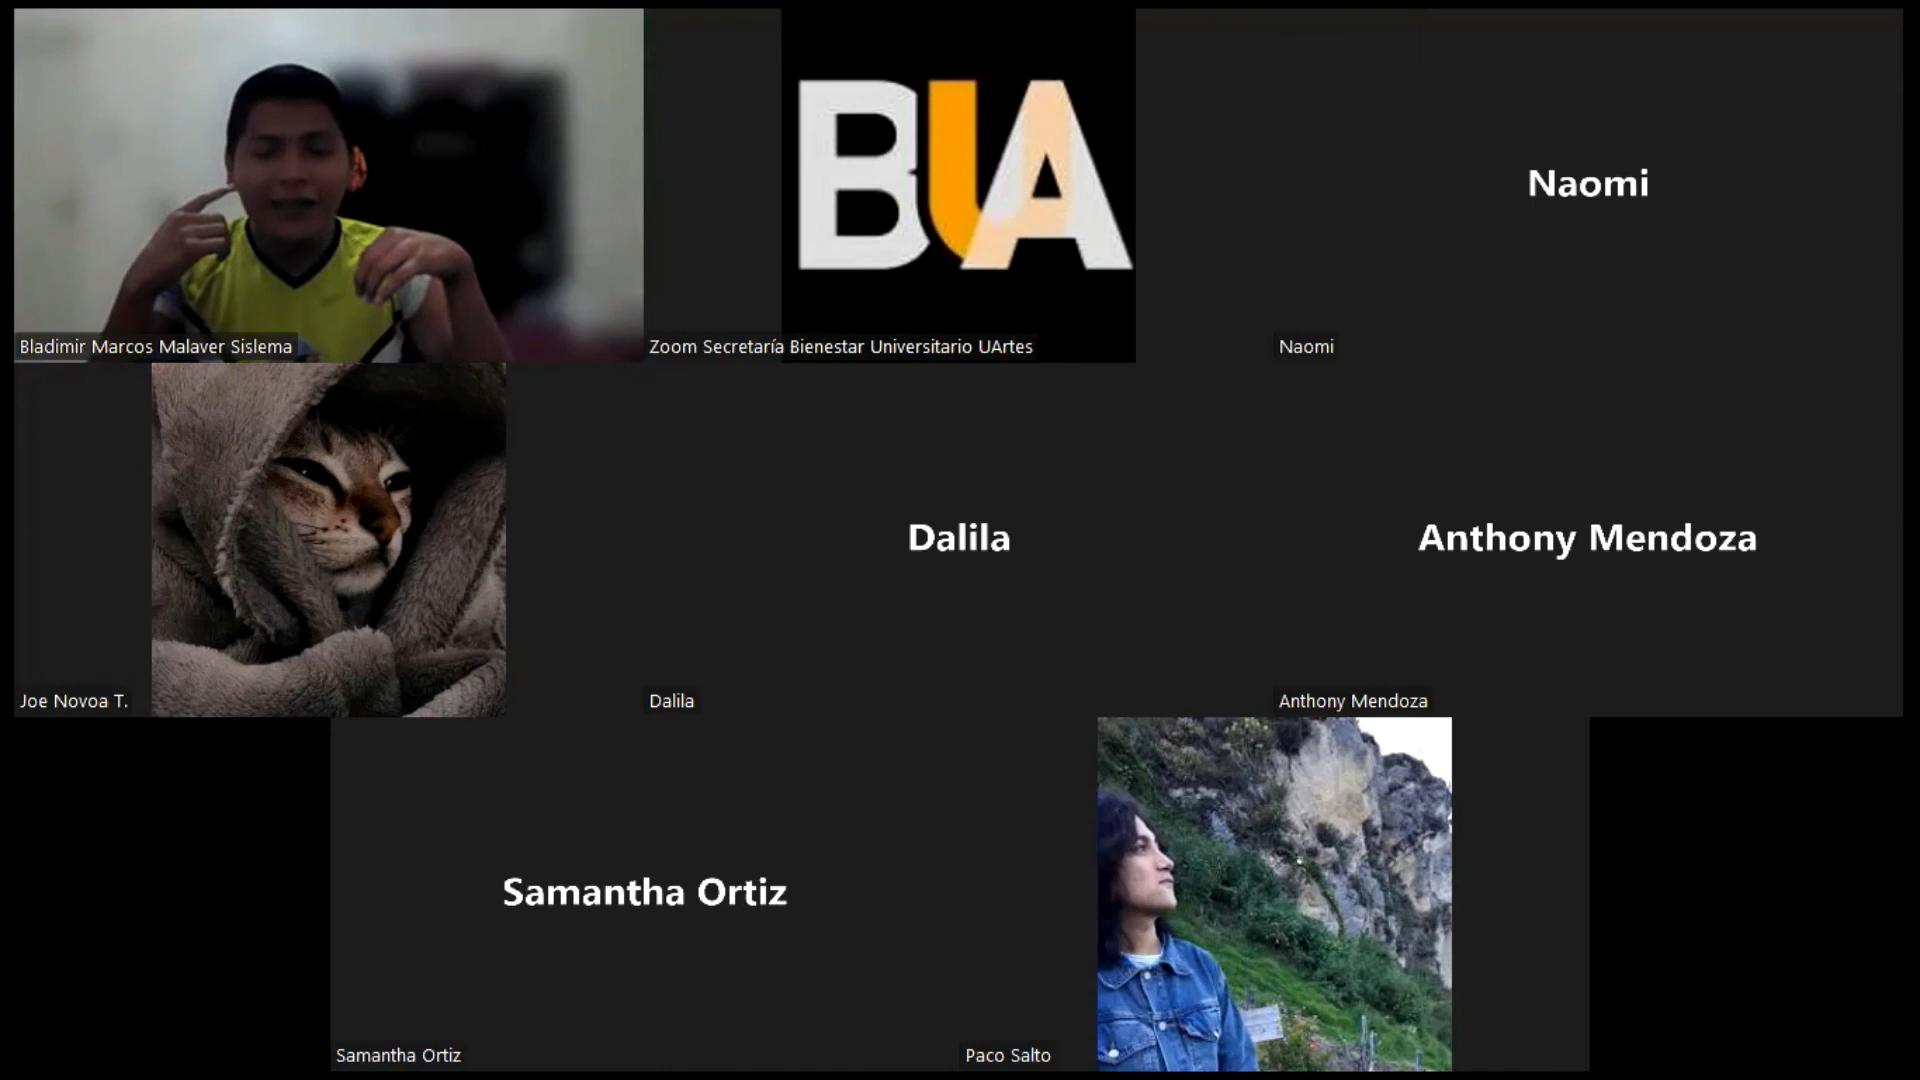 BUA
Naomi
Bladimir Marcos Malaver Sislema
Zoom Secretaría Bienestar Universitario UArtes
Naomi
Dalila
Anthony Mendoza
Joe Novoa T.
Dalila
Anthony Mendoza
Samantha Ortiz
Samantha Ortiz
Paco Salto